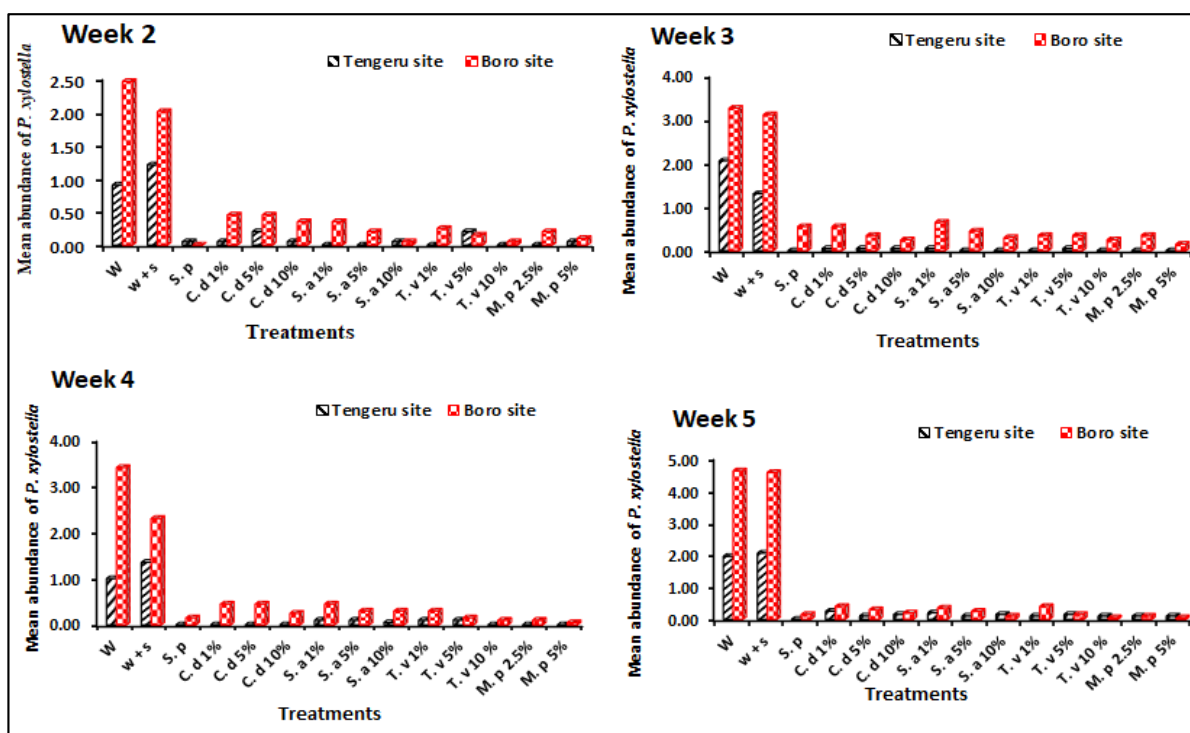 Week 2
Tengeru site Boro site
Mean abundance of P. xylostella
2.50
2.00
1.50
1.00
0.50
0.00
W w + s S. p C. d 1% C. d 5% C. d 10% S. a 1% S. a 5% S. a 10% T. v 1% T. v 5% T. v 10 % M. p 2.5% M. p 5%
Treatments
Week 3
Tengeru site Boro site
Mean abundance of P. xylostella
4.00
3.00
2.00
1.00
0.00
W w + s S. p C. d 1% C. d 5% C. d 10% S. a 1% S. a 5% S. a 10% T. v 1% T. v 5% T. v 10 % M. p 2.5% M. p 5%
Treatments
Week 4
Tengeru site Boro site
Mean abundance of P. xylostella
4.00
3.00
2.00
1.00
0.00
W w + s S. p C. d 1% C. d 5% C. d 10% S. a 1% S. a 5% S. a 10% T. v 1% T. v 5% T. v 10 % M. p 2.5% M. p 5%
Treatments
Week 5
Tengeru site Boro site
Mean abundance of P. xylostella
5.00
4.00
3.00
2.00
1.00
0.00
W w + s S. p C. d 1% C. d 5% C. d 10% S. a 1% S. a 5% S. a 10% T. v 1% T. v 5% T. v 10 % M. p 2.5% M. p 5%
Treatments